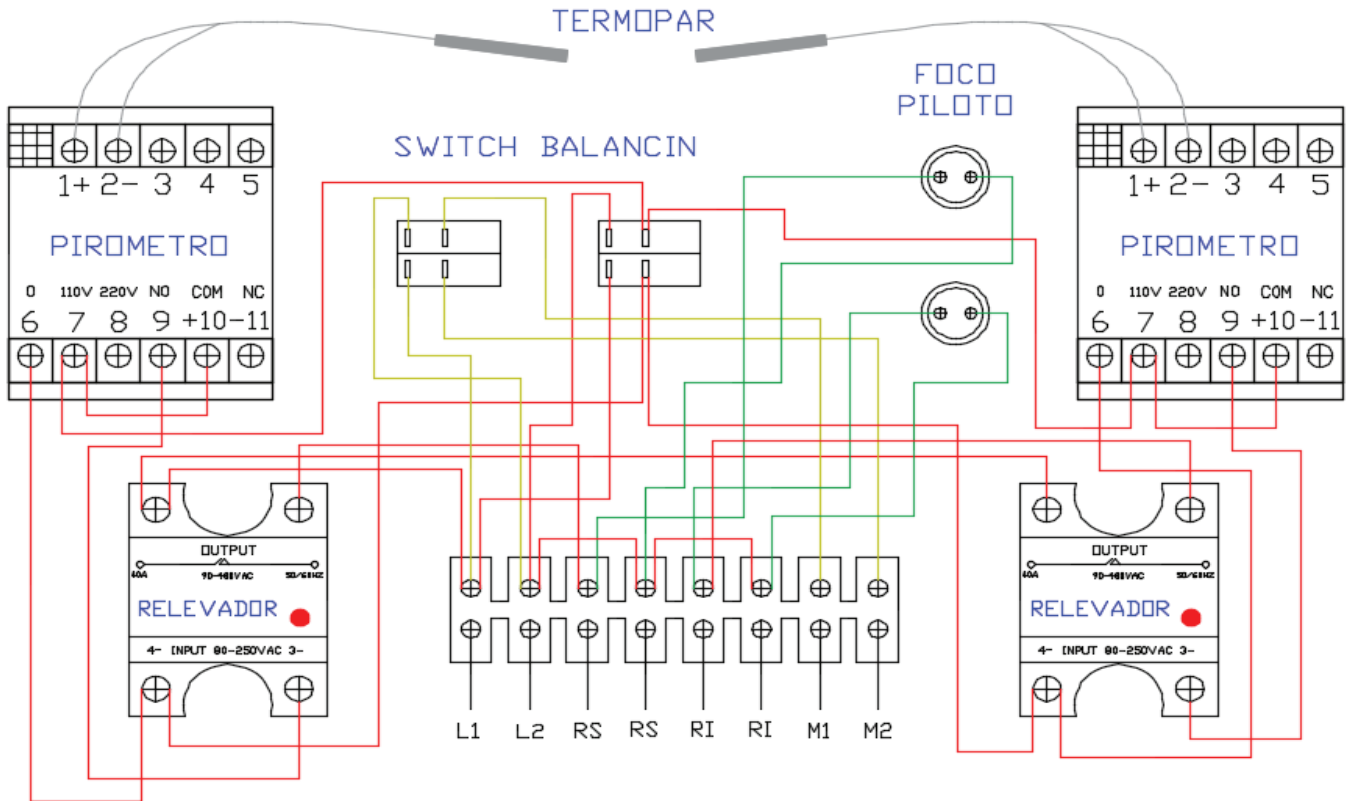 TERMOPAR
FOCO
PILOTO
SWITCH BALANCIN
1+ 2- 3 4 5
PIROMETRO
0 110V 220V NO COM NC
6 7 8 9 +10 -11
1+ 2- 3 4 5
PIROMETRO
0 110V 220V NO COM NC
6 7 8 9 +10 -11
OUTPUT
50/60HZ
RELEVADOR
4- INPUT 80-250VAC 3-
OUTPUT
50/60HZ
RELEVADOR
4- INPUT 80-250VAC 3-
L1 L2 RS RS RI RI M1 M2